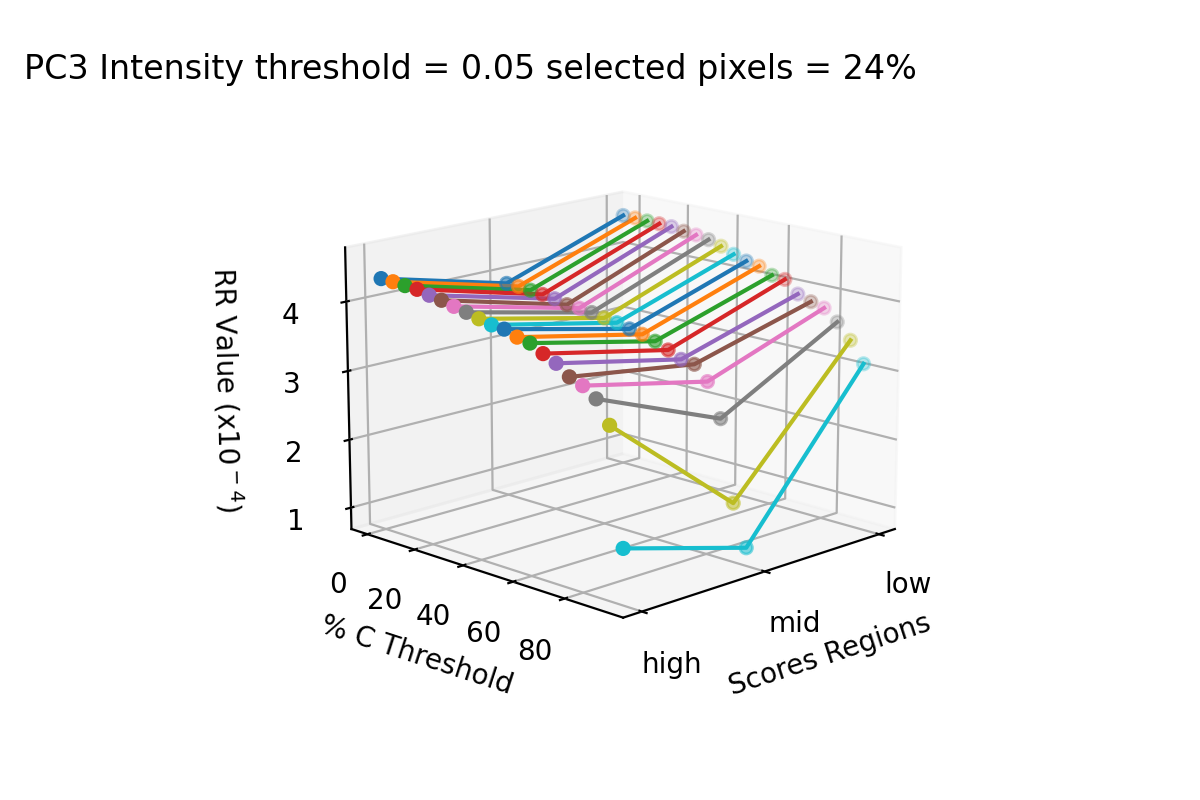 PC3 Intensity threshold = 0.05 selected pixels = 24%
RR Value (x10⁻⁴)
4
3
2
1
0
20
40
60
80
% C Threshold
high
mid
low
Scores Regions